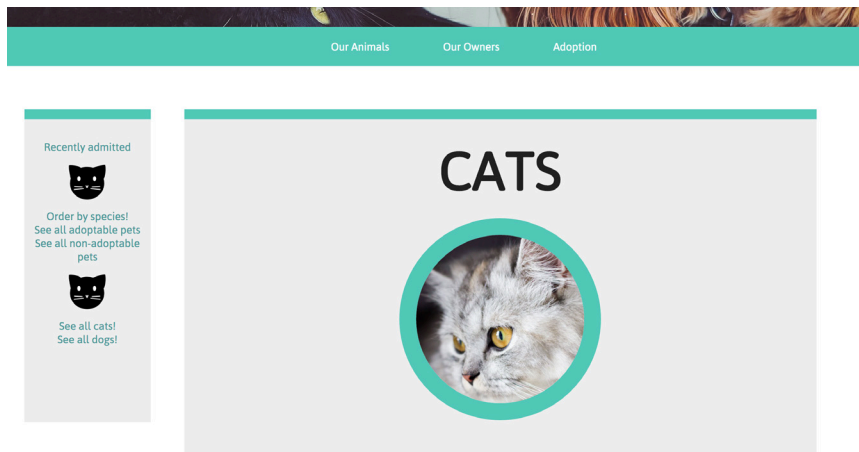 Our Animals Our Owners Adoption
Recently admitted
Order by species!
See all adoptable pets
See all non-adoptable
pets
See all cats!
See all dogs!
CATS